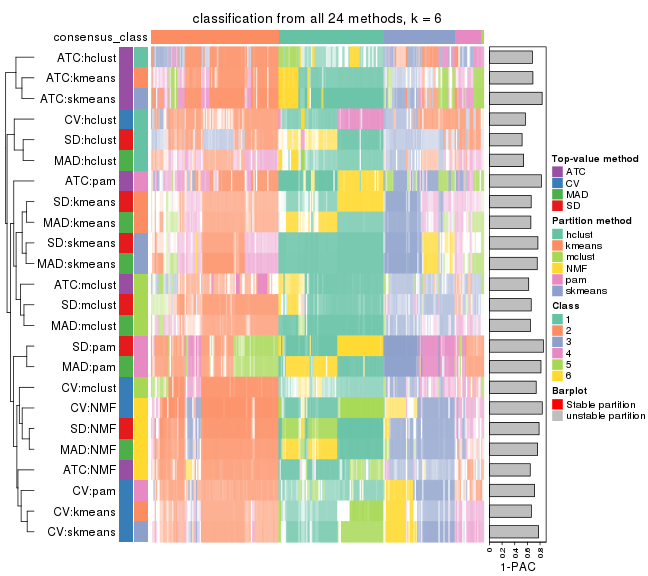 classification from all 24 methods, k = 6
consensus_class
ATC:hclust
ATC:kmeans
ATC:skmeans
CV:hclust
SD:hclust
MAD:hclust
ATC:pam
SD:kmeans
MAD:kmeans
SD:skmeans
MAD:skmeans
ATC:mclust
SD:mclust
MAD:mclust
SD:pam
MAD:pam
CV:mclust
CV:NMF
SD:NMF
MAD:NMF
ATC:NMF
CV:pam
CV:kmeans
CV:skmeans
0 0.2 0.4 0.6 0.8
1-PAC
Top-value method
ATC
CV
MAD
SD
Partition method
hclust
kmeans
mclust
NMF
pam
skmeans
Class
1
2
3
4
5
6
Barplot
Stable partition
unstable partition